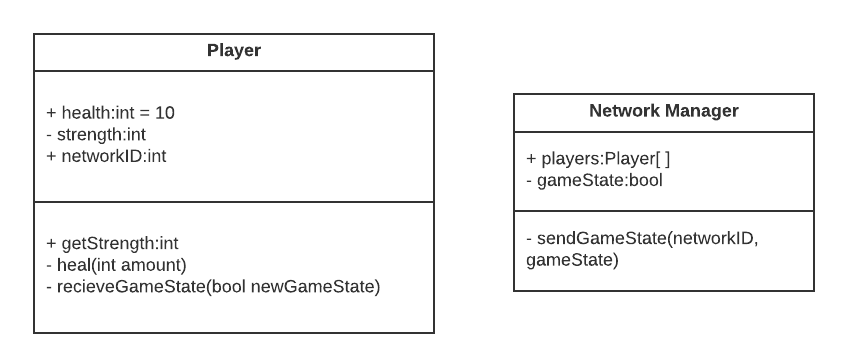 Player
+ health:int = 10
- strength:int
+ networkID:int
+ getStrength:int
- heal(int amount)
- recieveGameState(bool newGameState)
Network Manager
+ players:Player[ ]
- gameState:bool
- sendGameState(networkID,
gameState)